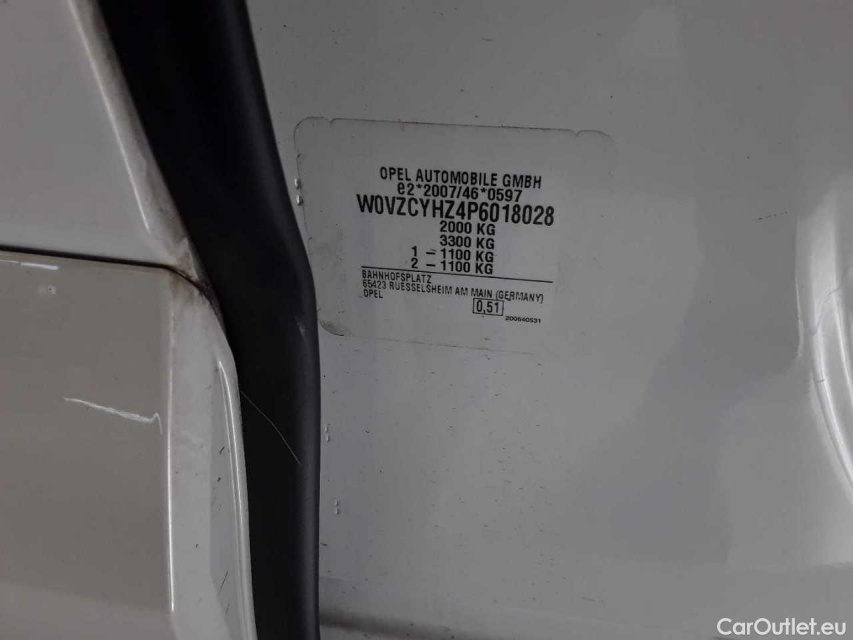 OPEL AUTOMOBILE GMBH
e2*2007/46*0597
W0VZCYHZ4P6018028
2000 KG
3300 KG
1 - 1100 KG
2 - 1100 KG
BAHNHOFSPLATZ
65423 RUESSELSHEIM AM MAIN (GERMANY)
OPEL
0,51
200640531
CarOutlet.eu